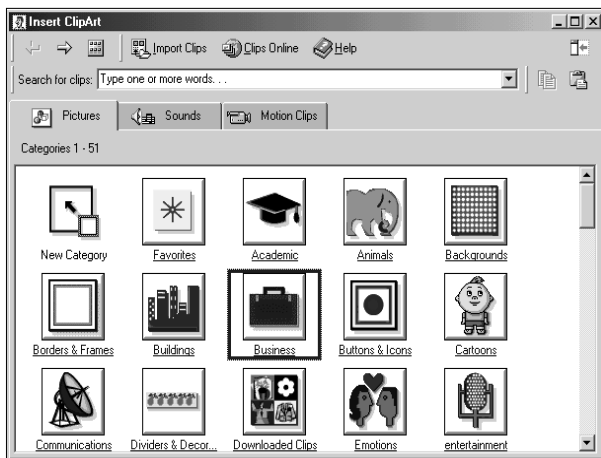 Insert ClipArt
Import Clips Clips Online Help
Search for clips: Type one or more words. . .
Pictures Sounds Motion Clips
Categories 1 - 51
New Category Favorites Academic Animals Backgrounds
Borders & Frames Buildings Business Buttons & Icons Cartoons
Communications Dividers & Decor... Downloaded Clips Emotions entertainment